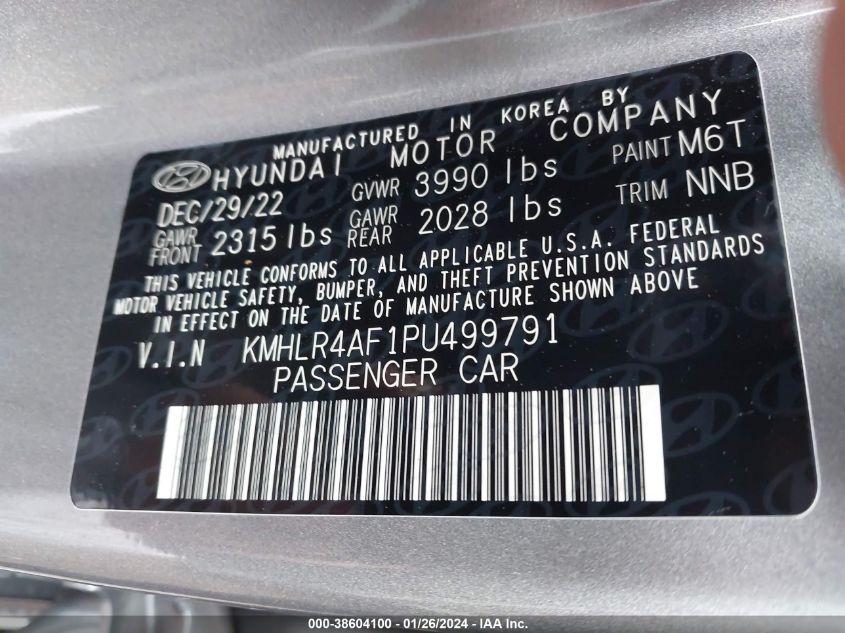 MANUFACTURED IN KOREA BY
HYUNDAI MOTOR COMPANY
DEC/29/22 GVWR 3990 lbs PAINT M6T
GAWR FRONT 2315 lbs GAWR REAR 2028 lbs TRIM NNB
THIS VEHICLE CONFORMS TO ALL APPLICABLE U.S.A. FEDERAL
MOTOR VEHICLE SAFETY, BUMPER, AND THEFT PREVENTION STANDARDS
IN EFFECT ON THE DATE OF MANUFACTURE SHOWN ABOVE
V.I.N KMHLR4AF1PU499791
PASSENGER CAR
000-38604100 - 01/26/2024 - IAA Inc.